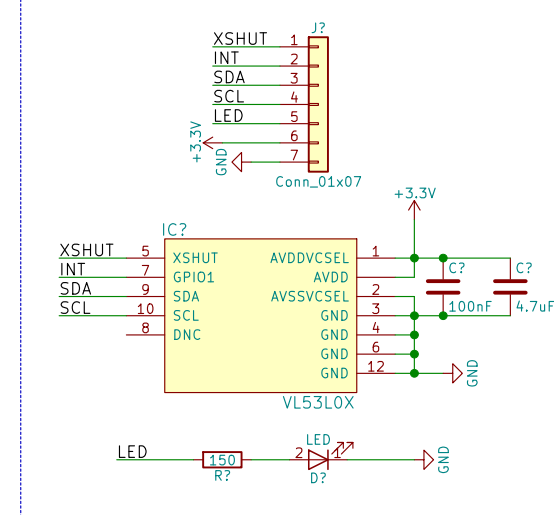 J?
XSHUT 1
INT 2
SDA 3
SCL 4
LED 5
+3.3V 6
GND 7
Conn_01x07
+3.3V
IC?
XSHUT 5 XSHUT AVDDVCSEL 1
INT 7 GPIO1 AVDD
SDA 9 SDA AVSSVCSEL 2
SCL 10 SCL GND 3
8 DNC GND 4
GND 6
GND 12 GND
C? C?
100nF 4.7uF
VL53L0X
LED
LED 150 2 1 GND
R? D?